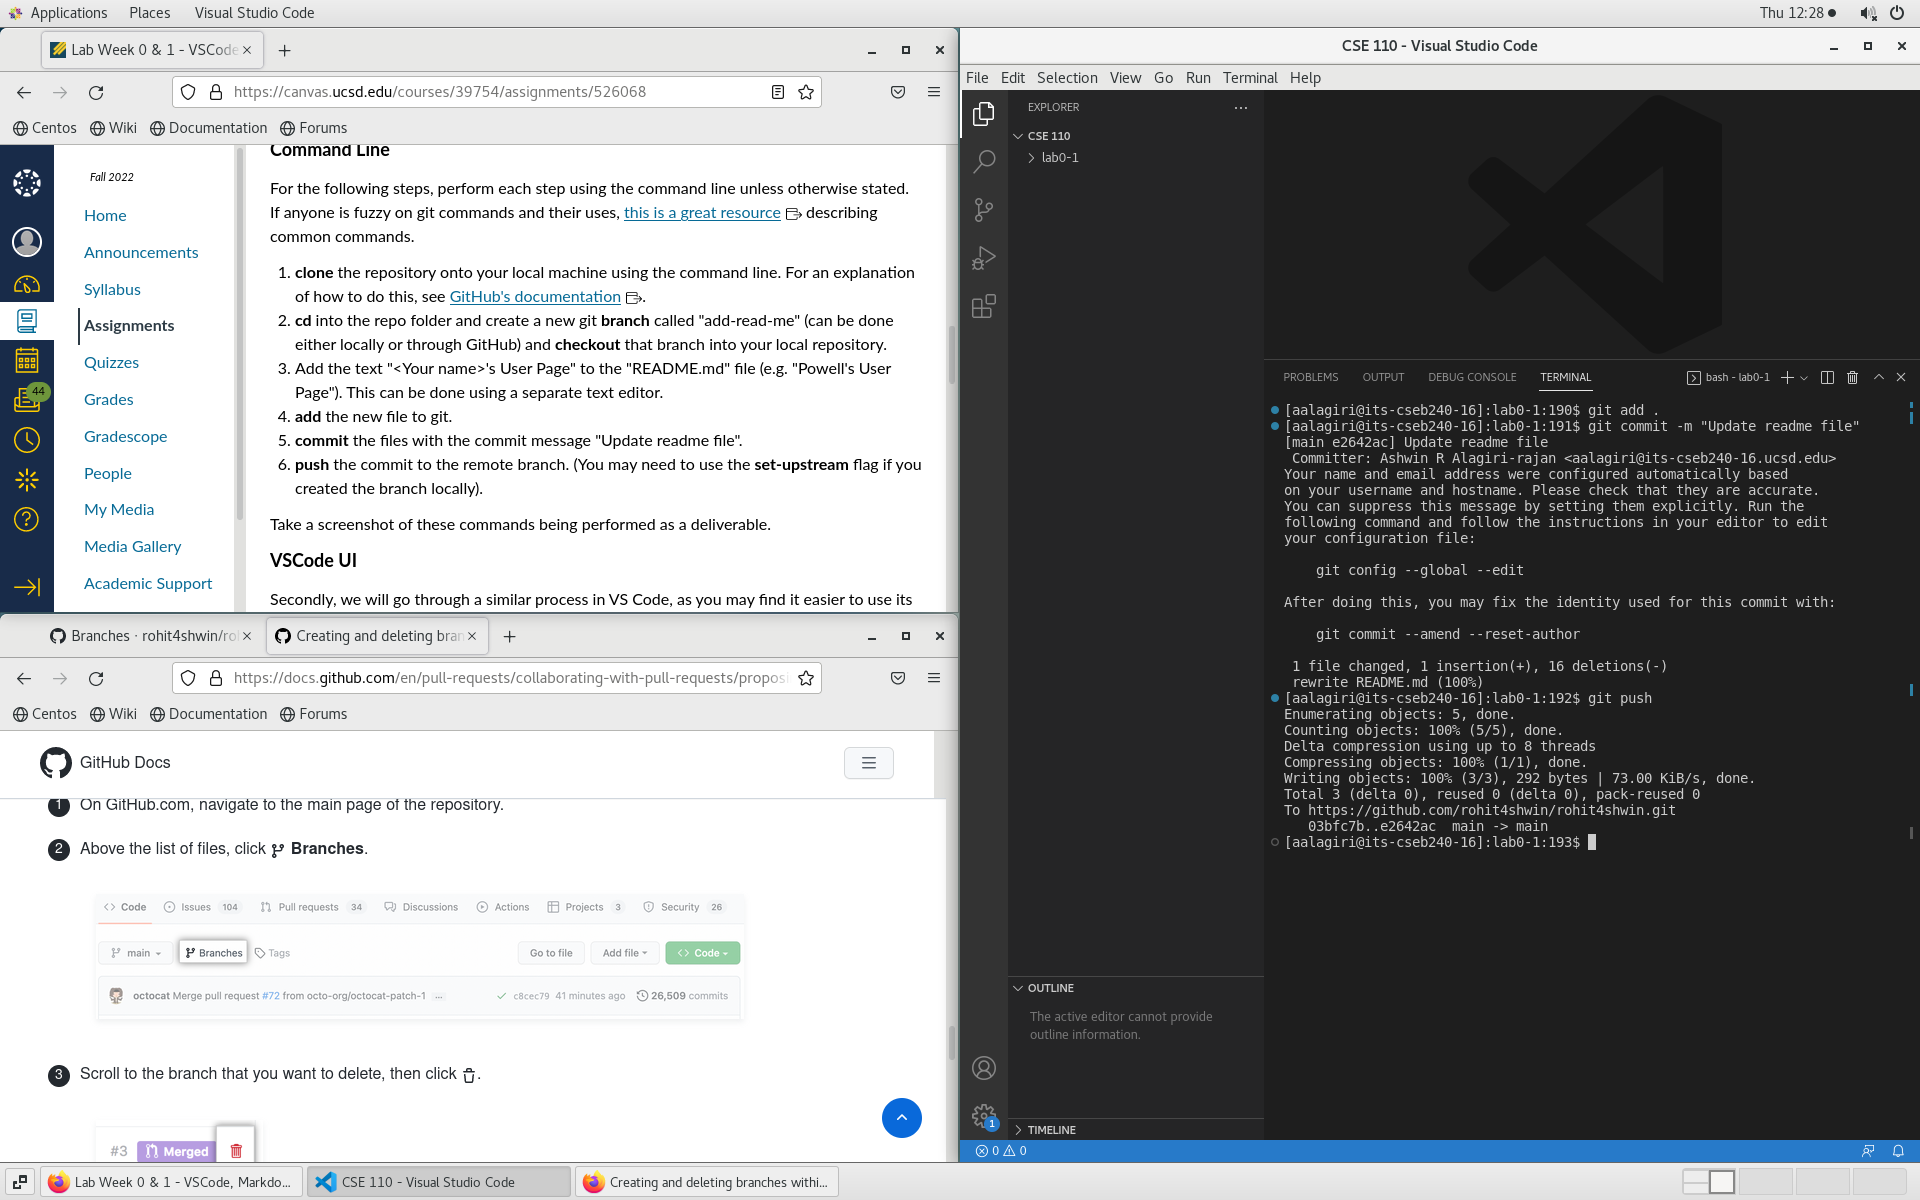 Applications Places Visual Studio Code Thu 12:28
Lab Week 0 & 1 - VSCode
https://canvas.ucsd.edu/courses/39754/assignments/526068
Centos Wiki Documentation Forums
Fall 2022
Home
Announcements
Syllabus
Assignments
Quizzes
Grades
Gradescope
People
My Media
Media Gallery
Academic Support
44
Command Line
For the following steps, perform each step using the command line unless otherwise stated.
If anyone is fuzzy on git commands and their uses, this is a great resource describing
common commands.
1. clone the repository onto your local machine using the command line. For an explanation
of how to do this, see GitHub's documentation .
2. cd into the repo folder and create a new git branch called "add-read-me" (can be done
either locally or through GitHub) and checkout that branch into your local repository.
3. Add the text "<Your name>'s User Page" to the "README.md" file (e.g. "Powell's User
Page"). This can be done using a separate text editor.
4. add the new file to git.
5. commit the files with the commit message "Update readme file".
6. push the commit to the remote branch. (You may need to use the set-upstream flag if you
created the branch locally).
Take a screenshot of these commands being performed as a deliverable.
VSCode UI
Secondly, we will go through a similar process in VS Code, as you may find it easier to use its
Branches · rohit4shwin/ro Creating and deleting bran
https://docs.github.com/en/pull-requests/collaborating-with-pull-requests/proposi
Centos Wiki Documentation Forums
GitHub Docs
1 On GitHub.com, navigate to the main page of the repository.
2 Above the list of files, click Branches.
Code Issues 104 Pull requests 34 Discussions Actions Projects 3 Security 26
main Branches Tags Go to file Add file Code
octocat Merge pull request #72 from octo-org/octocat-patch-1 ... c8cec79 41 minutes ago 26,509 commits
3 Scroll to the branch that you want to delete, then click .
#3 Merged
CSE 110 - Visual Studio Code
File Edit Selection View Go Run Terminal Help
EXPLORER
CSE 110
lab0-1
OUTLINE
The active editor cannot provide
outline information.
TIMELINE
1
0 0
PROBLEMS OUTPUT DEBUG CONSOLE TERMINAL bash - lab0-1
[aalagiri@its-cseb240-16]:lab0-1:190$ git add .
[aalagiri@its-cseb240-16]:lab0-1:191$ git commit -m "Update readme file"
[main e2642ac] Update readme file
Committer: Ashwin R Alagiri-rajan <aalagiri@its-cseb240-16.ucsd.edu>
Your name and email address were configured automatically based
on your username and hostname. Please check that they are accurate.
You can suppress this message by setting them explicitly. Run the
following command and follow the instructions in your editor to edit
your configuration file:
git config --global --edit
After doing this, you may fix the identity used for this commit with:
git commit --amend --reset-author
1 file changed, 1 insertion(+), 16 deletions(-)
rewrite README.md (100%)
[aalagiri@its-cseb240-16]:lab0-1:192$ git push
Enumerating objects: 5, done.
Counting objects: 100% (5/5), done.
Delta compression using up to 8 threads
Compressing objects: 100% (1/1), done.
Writing objects: 100% (3/3), 292 bytes | 73.00 KiB/s, done.
Total 3 (delta 0), reused 0 (delta 0), pack-reused 0
To https://github.com/rohit4shwin/rohit4shwin.git
03bfc7b..e2642ac main -> main
[aalagiri@its-cseb240-16]:lab0-1:193$
Lab Week 0 & 1 - VSCode, Markdo... CSE 110 - Visual Studio Code Creating and deleting branches withi...